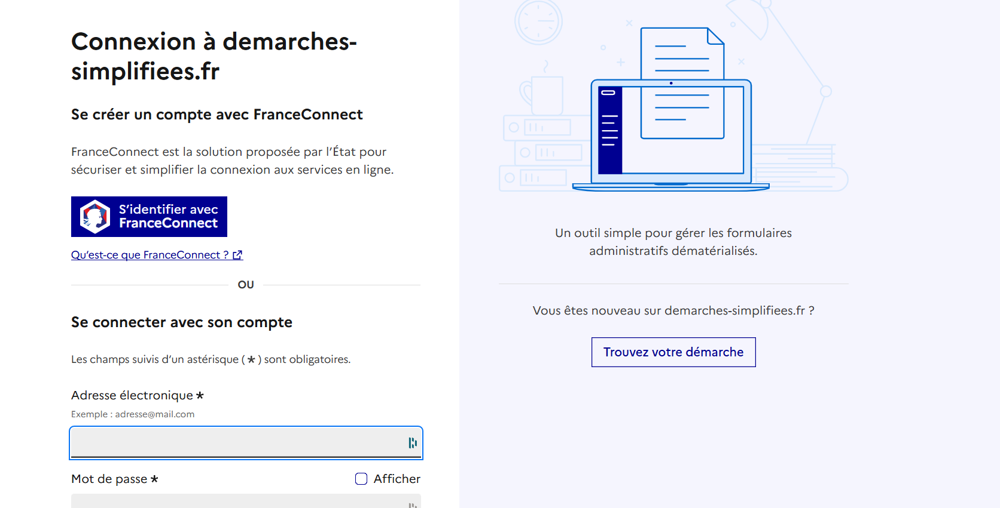 Connexion à demarches-
simplifiees.fr
Se créer un compte avec FranceConnect
FranceConnect est la solution proposée par l’État pour
sécuriser et simplifier la connexion aux services en ligne.
S’identifier avec
FranceConnect
Qu’est-ce que FranceConnect ?
OU
Se connecter avec son compte
Les champs suivis d’un astérisque ( * ) sont obligatoires.
Adresse électronique *
Exemple : adresse@mail.com
Mot de passe *
Afficher
Un outil simple pour gérer les formulaires
administratifs dématérialisés.
Vous êtes nouveau sur demarches-simplifiees.fr ?
Trouvez votre démarche